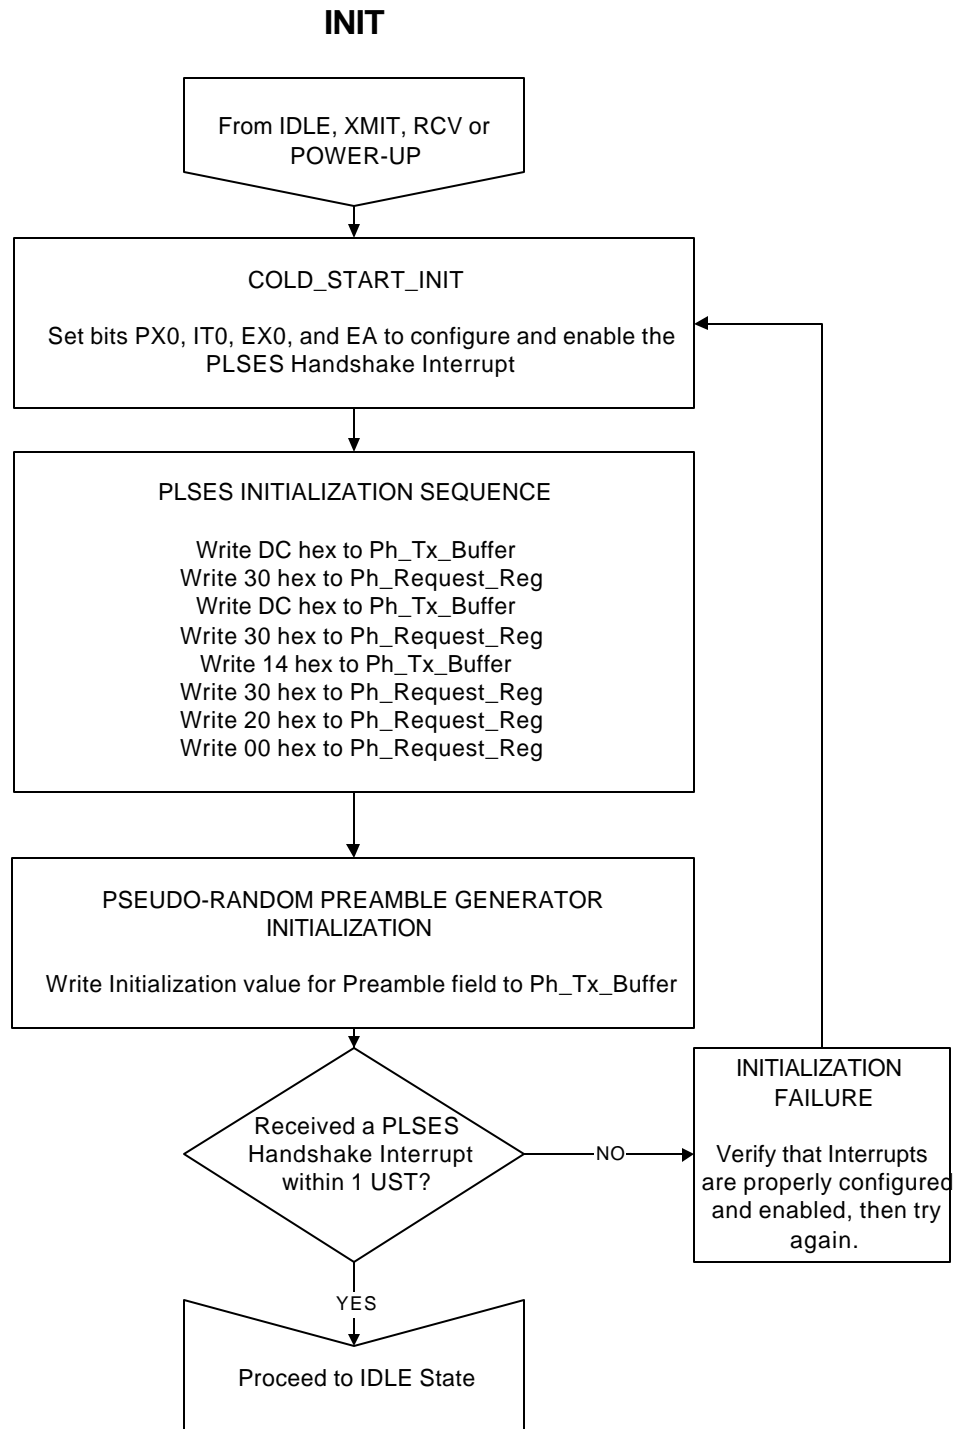 INIT
From IDLE, XMIT, RCV or
POWER-UP
COLD_START_INIT
Set bits PX0, IT0, EX0, and EA to configure and enable the
PLSES Handshake Interrupt
PLSES INITIALIZATION SEQUENCE
Write DC hex to Ph_Tx_Buffer
Write 30 hex to Ph_Request_Reg
Write DC hex to Ph_Tx_Buffer
Write 30 hex to Ph_Request_Reg
Write 14 hex to Ph_Tx_Buffer
Write 30 hex to Ph_Request_Reg
Write 20 hex to Ph_Request_Reg
Write 00 hex to Ph_Request_Reg
PSEUDO-RANDOM PREAMBLE GENERATOR
INITIALIZATION
Write Initialization value for Preamble field to Ph_Tx_Buffer
Received a PLSES
Handshake Interrupt
within 1 UST?
NO
INITIALIZATION
FAILURE
Verify that Interrupts
are properly configured
and enabled, then try
again.
YES
Proceed to IDLE State